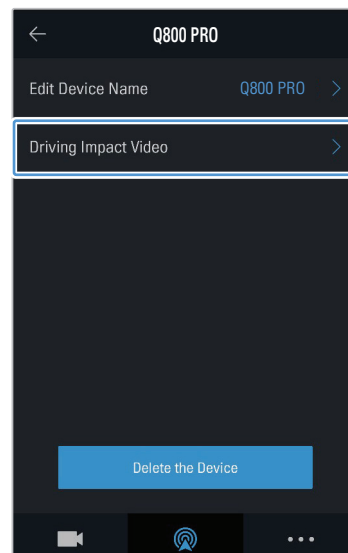 Q800 PRO
Edit Device Name Q800 PRO
Driving Impact Video
Delete the Device